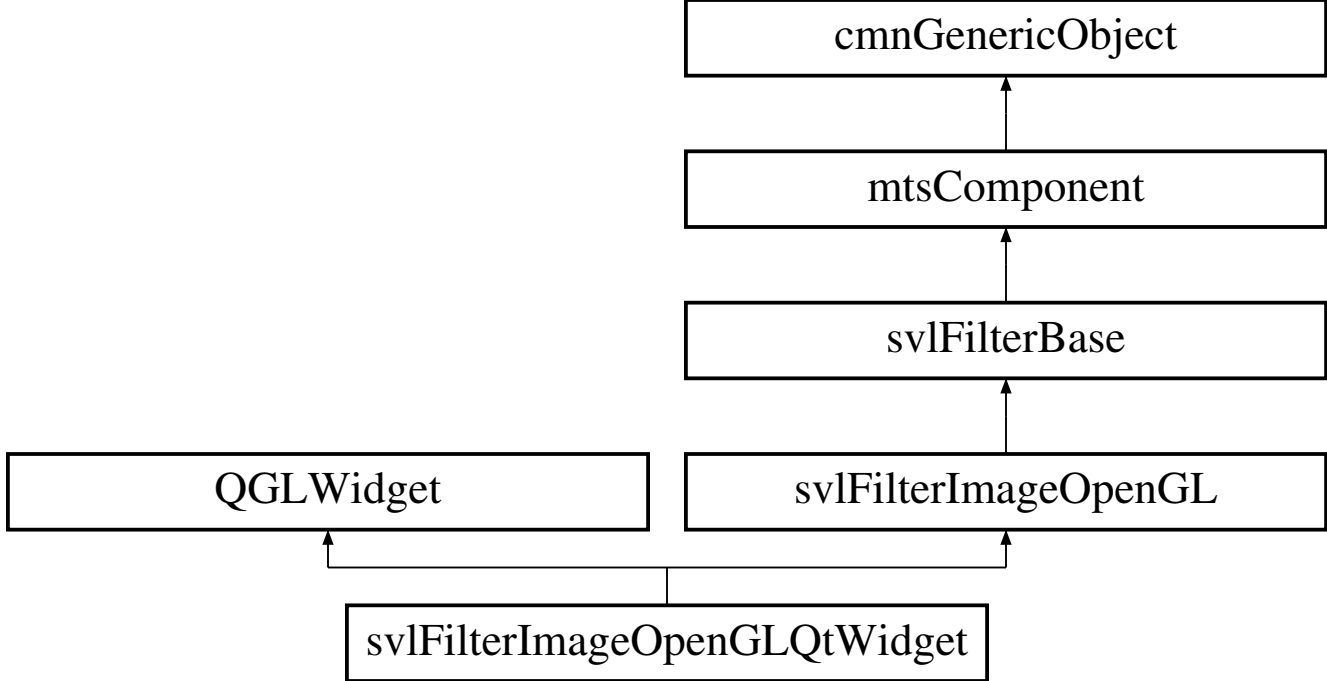 cmnGenericObject
mtsComponent
svlFilterBase
QGLWidget
svlFilterImageOpenGL
svlFilterImageOpenGLQtWidget